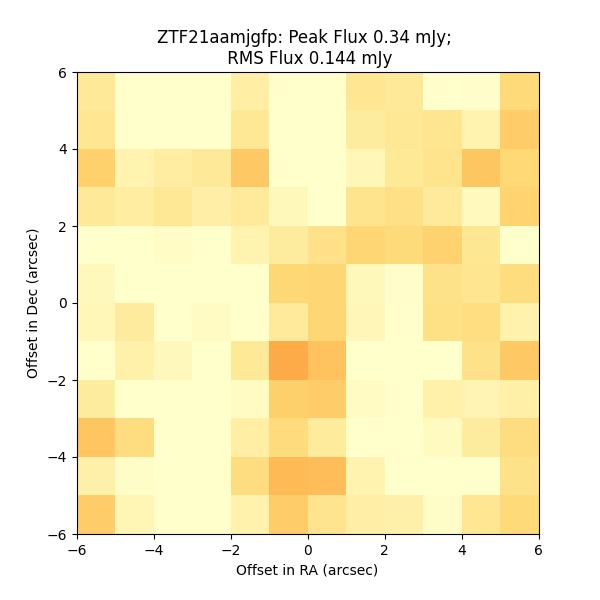 ZTF21aamjgfp: Peak Flux 0.34 mJy;
RMS Flux 0.144 mJy
6
4
2
0
−2
−4
−6
Offset in Dec (arcsec)
−6 −4 −2 0 2 4 6
Offset in RA (arcsec)